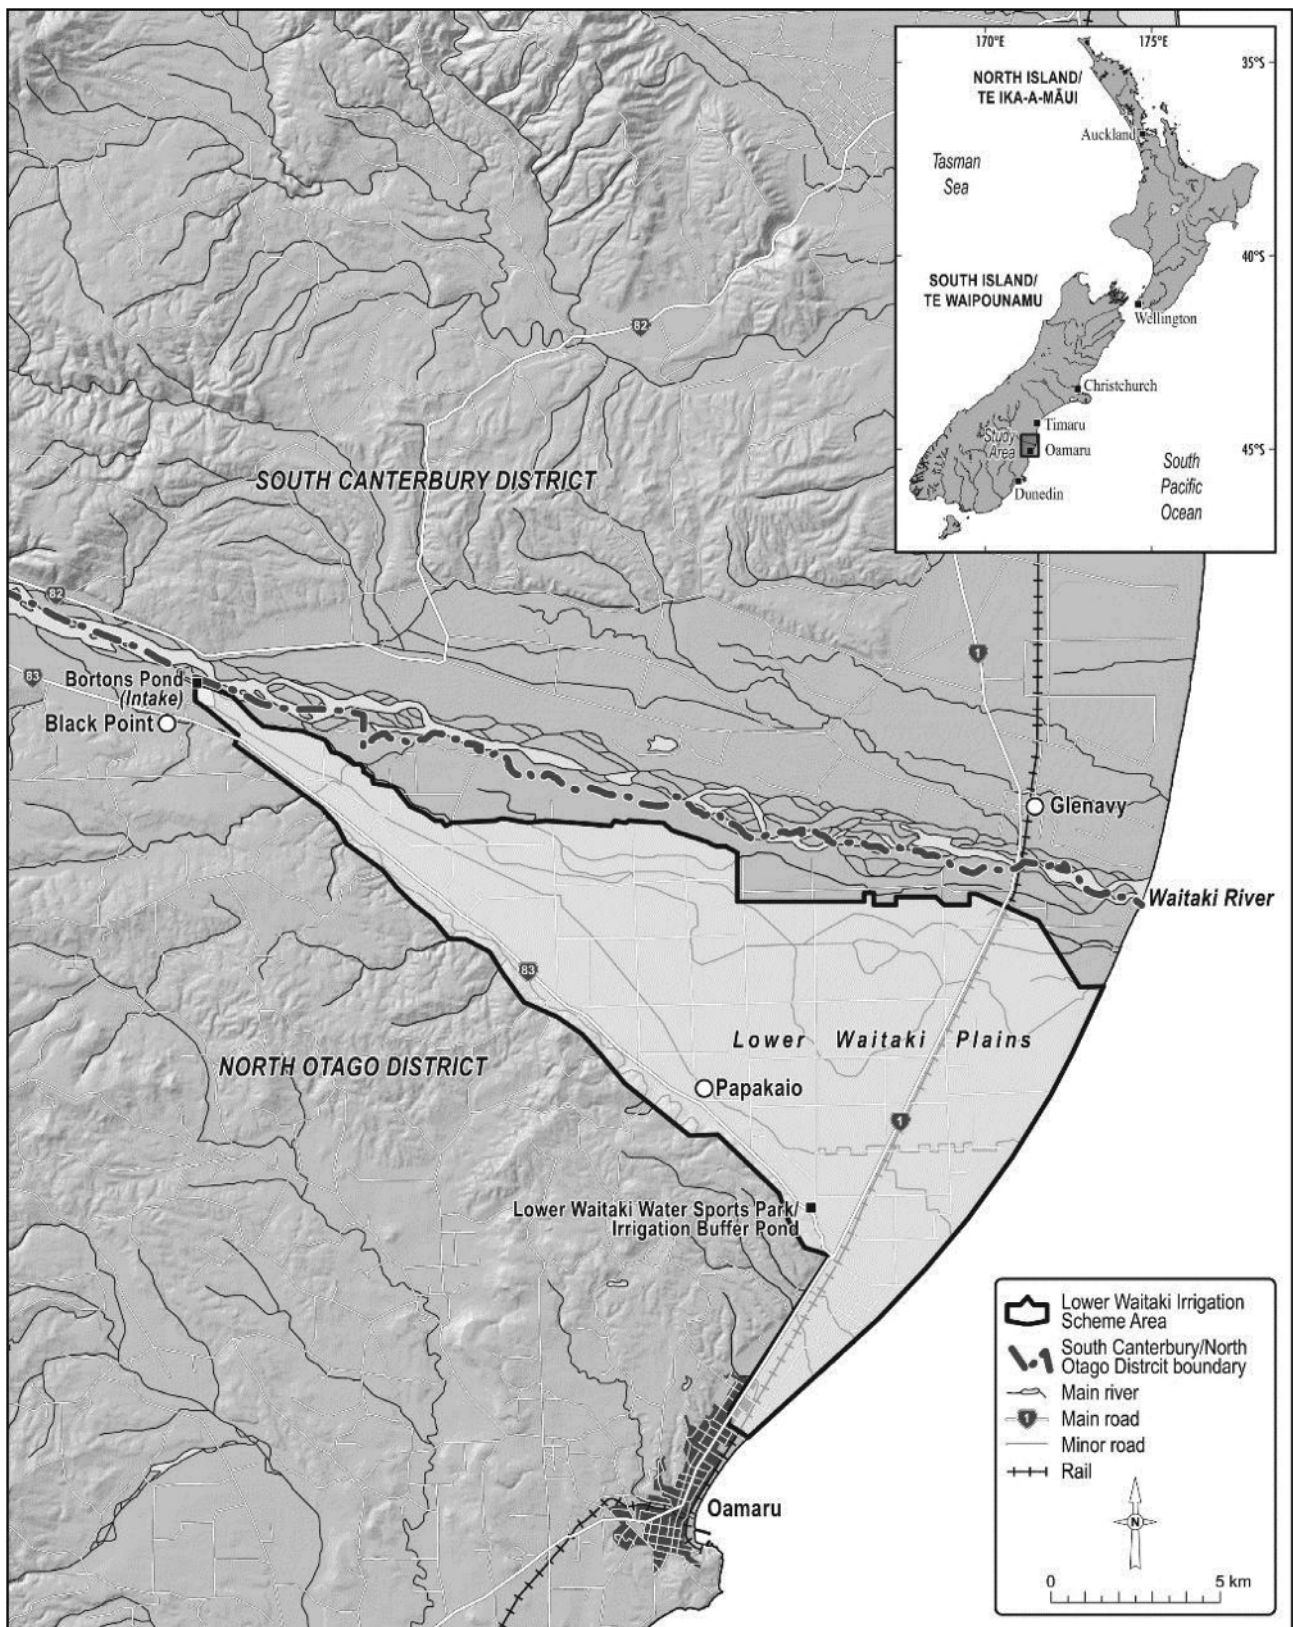 170°E 175°E
35°S
NORTH ISLAND/
TE IKA-A-MĀUI
Auckland
Tasman
Sea
40°S
SOUTH ISLAND/
TE WAIPOUNAMU
Wellington
Christchurch
Timaru
Study
Area
Oamaru
45°S
South
Pacific
Ocean
Dunedin
82
SOUTH CANTERBURY DISTRICT
82
1
83
Bortons Pond
(Intake)
Black Point
Glenavy
Waitaki River
83
Lower Waitaki Plains
NORTH OTAGO DISTRICT
Papakaio
1
Lower Waitaki Water Sports Park/
Irrigation Buffer Pond
Oamaru
Lower Waitaki Irrigation
Scheme Area
South Canterbury/North
Otago Distrcit boundary
Main river
1
Main road
Minor road
Rail
N
0 5 km